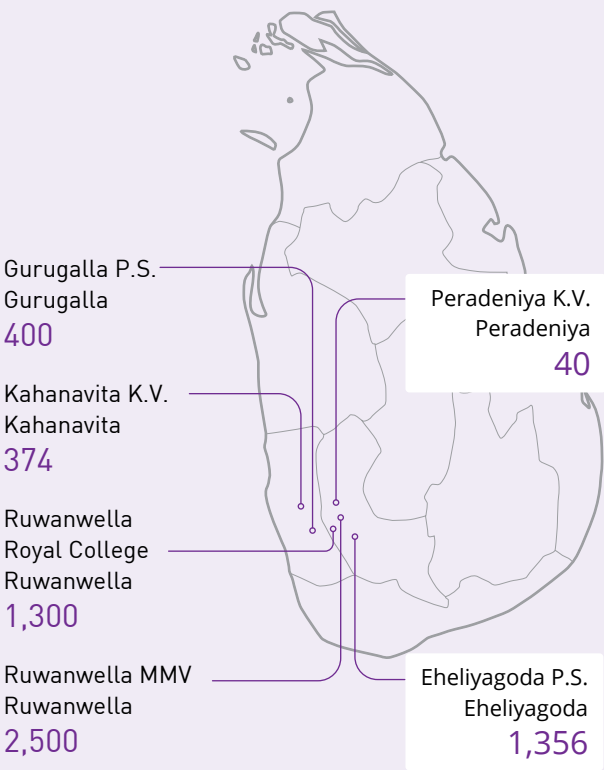 Gurugalla P.S.
Gurugalla
400
Kahanavita K.V.
Kahanavita
374
Ruwanwella
Royal College
Ruwanwella
1,300
Ruwanwella MMV
Ruwanwella
2,500
Peradeniya K.V.
Peradeniya
40
Eheliyagoda P.S.
Eheliyagoda
1,356